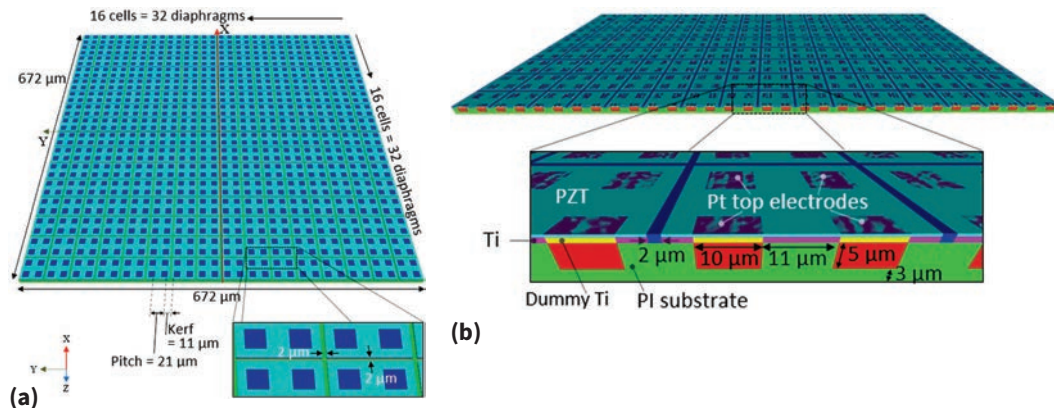 16 cells = 32 diaphragms
X
672 µm
16 cells = 32 diaphragms
Y
672 µm
Kerf
= 11 µm
Pitch = 21 µm
2 µm
2 µm
X
Y
Z
(a)
PZT
Pt top electrodes
Ti
2 µm
10 µm
11 µm
5 µm
3 µm
Dummy Ti
PI substrate
(b)